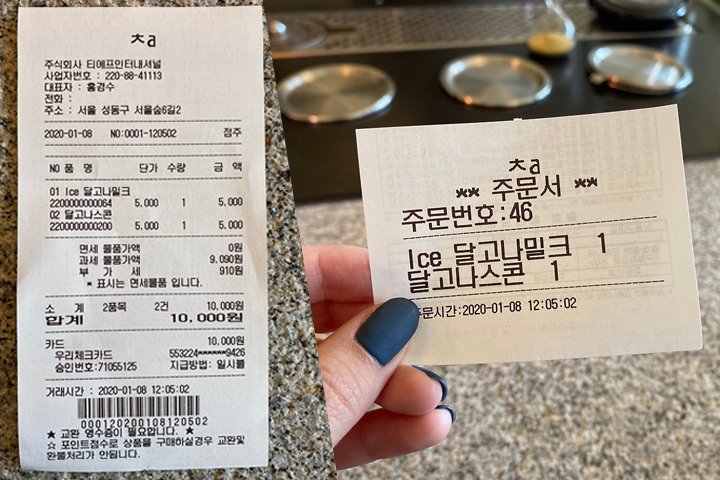 ㅊa
주식회사 티에프인터내셔널
사업자번호 : 220-88-41113
대표자 : 홍경수
전화 :
주소 : 서울 성동구 서울숲6길2
2020-01-08 NO:0001-120502 점주
NO 품 명 단가 수량 금 액
01 Ice 달고나밀크
2200000000064 5,000 1 5,000
02 달고나스콘
2200000000200 5,000 1 5,000
면세 물품가액 0원
과세 물품가액 9,090원
부 가 세 910원
* 표시는 면세물품 입니다.
소 계 2품목 2건 10,000원
합계 10,000원
카드 10,000원
우리체크카드 553224******9426
승인번호:71055125 지급방법: 일시불
거래시간 : 2020-01-08 12:05:02
000120200108120502
★ 교환 영수증이 필요합니다. ★
☆ 포인트점수로 상품을 구매하실경우 교환및
환불처리가 안됩니다.
ㅊa
** 주문서 **
주문번호:46
Ice 달고나밀크 1
달고나스콘 1
주문시간:2020-01-08 12:05:02